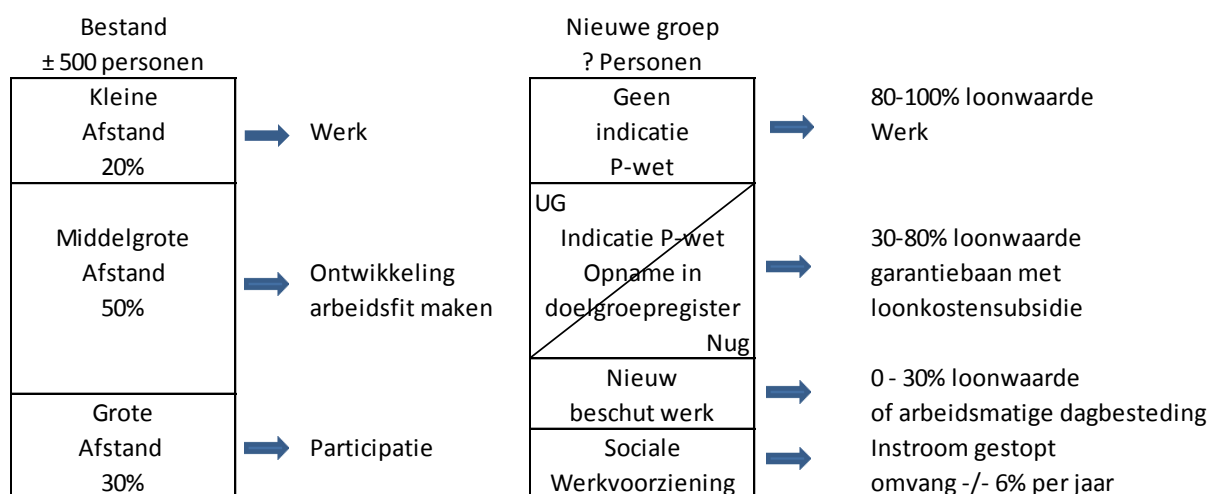 Bestand
± 500 personen
Kleine
Afstand
20%
Werk
Middelgrote
Afstand
50%
Ontwikkeling
arbeidsfit maken
Grote
Afstand
30%
Participatie
Nieuwe groep
? Personen
Geen
indicatie
P-wet
80-100% loonwaarde
Werk
UG
Indicatie P-wet
Opname in
doelgroepregister
Nug
30-80% loonwaarde
garantiebaan met
loonkostensubsidie
Nieuw
beschut werk
0 - 30% loonwaarde
of arbeidsmatige dagbesteding
Sociale
Werkvoorziening
Instroom gestopt
omvang -/- 6% per jaar